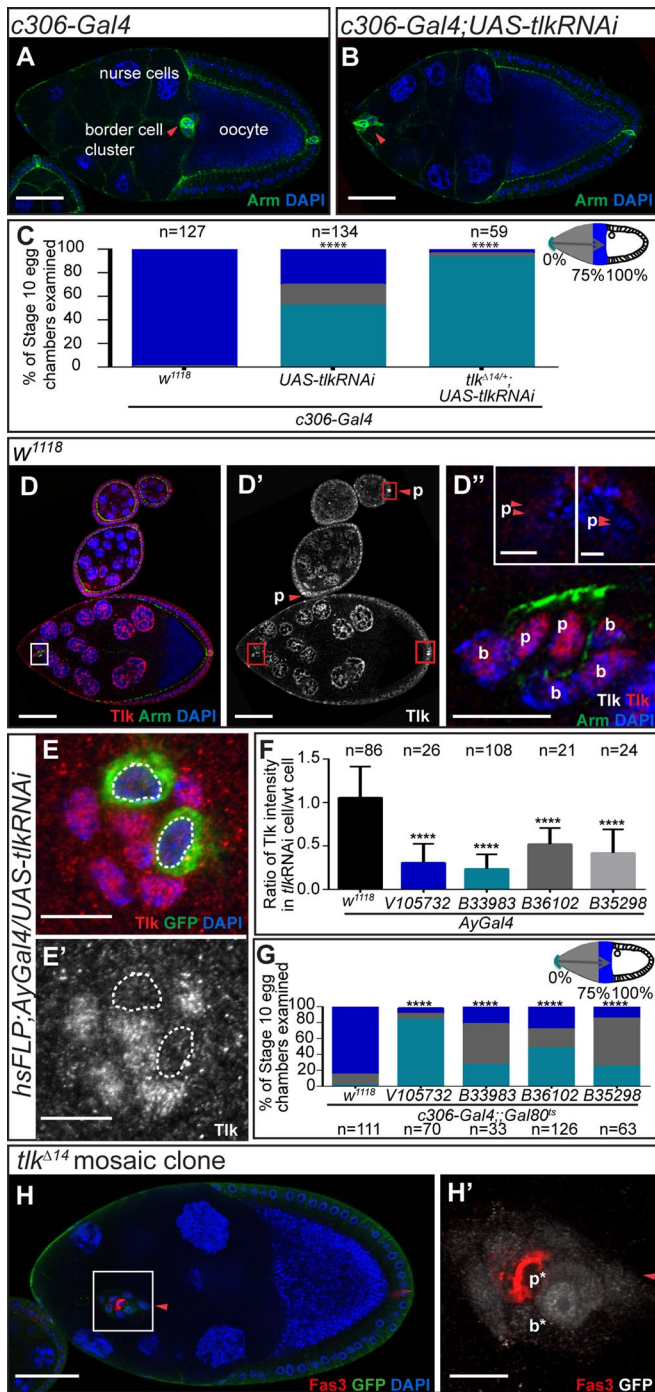 c306-Gal4
c306-Gal4;UAS-tlkRNAi
A
nurse cells
border cell
cluster
oocyte
Arm DAPI
B
Arm DAPI
C
n=127
n=134
n=59
****
****
0%
75% 100%
% of Stage 10 egg
chambers examined
100
80
60
40
20
0
w1118
UAS-tlkRNAi
tlkΔ14/+;
UAS-tlkRNAi
c306-Gal4
w1118
D
Tlk Arm DAPI
D'
p
p
Tlk
D''
p
p
b
p
p
b
b
b
b
Tlk Tlk
Arm DAPI
hsFLP;AyGal4/UAS-tlkRNAi
E
Tlk GFP DAPI
E'
Tlk
F
n=86
n=26
n=108
n=21
n=24
Ratio of Tlk intensity
in tlkRNAi cell/wt cell
1.5
1.0
0.5
0.0
****
****
****
****
w1118
V105732
B33983
B36102
B35298
AyGal4
G
0%
75% 100%
% of Stage 10 egg
chambers examined
100
80
60
40
20
0
****
****
****
****
w1118
V105732
B33983
B36102
B35298
c306-Gal4;;Gal80ts
n=111
n=70
n=33
n=126
n=63
tlkΔ14 mosaic clone
H
Fas3 GFP DAPI
H'
p*
b*
Fas3 GFP